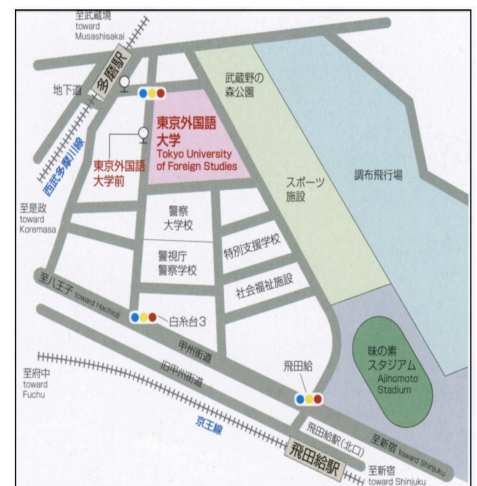 至武蔵境
toward
Musashisakai
多磨駅
地下道
武蔵野の
森公園
東京外国語
大学
Tokyo University
of Foreign Studies
東京外国語
大学前
西武多摩川線
スポーツ
施設
調布飛行場
至是政
toward
Koremasa
警察
大学校
警視庁
警察学校
特別支援学校
社会福祉施設
至八王子 toward Hachioji
白糸台3
甲州街道
旧甲州街道
飛田給
味の素
スタジアム
Ajinomoto
Stadium
至府中
toward
Fuchu
京王線
飛田給駅(北口)
飛田給駅
至新宿 toward Shinjuku
至新宿
toward Shinjuku